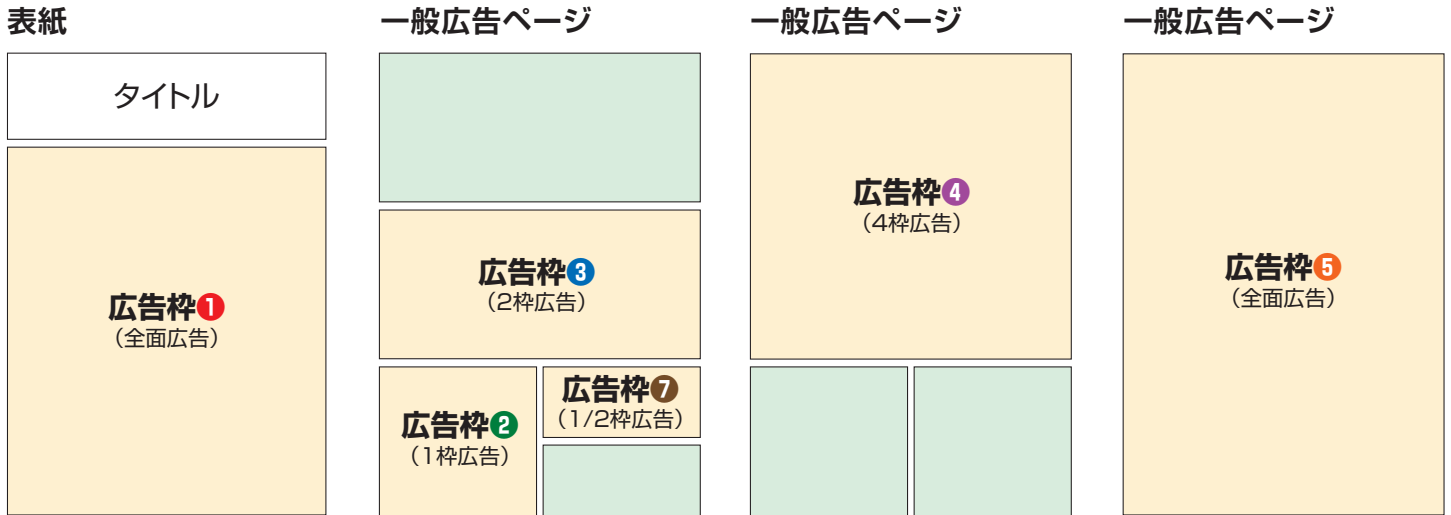 表紙
タイトル
広告枠❶
（全面広告）
一般広告ページ
広告枠❸
（2枠広告）
広告枠❷
（1枠広告）
広告枠❼
（1/2枠広告）
一般広告ページ
広告枠❹
（4枠広告）
一般広告ページ
広告枠❺
（全面広告）